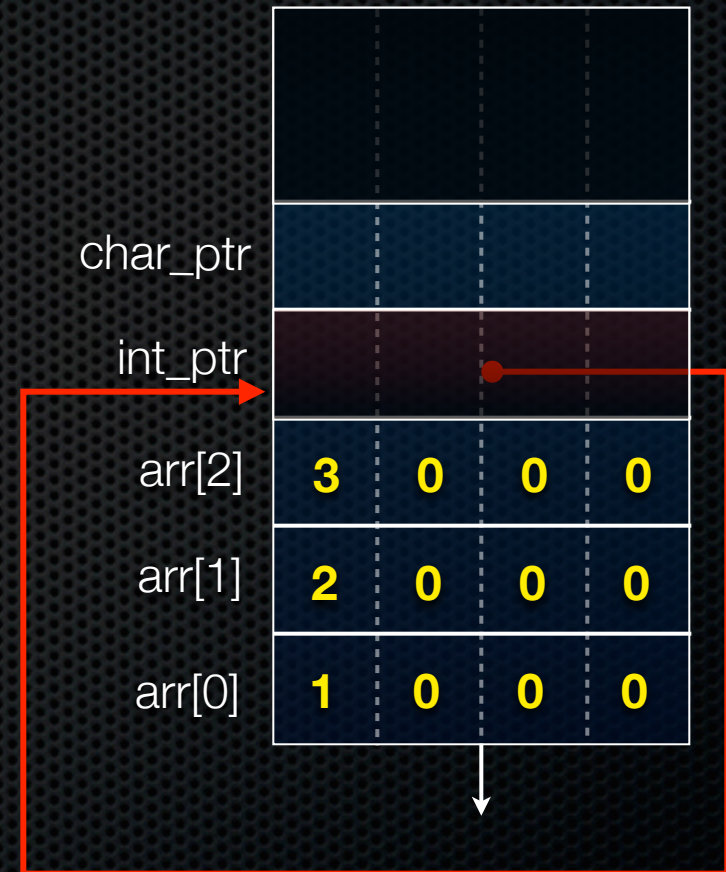 char_ptr
int_ptr
arr[2] 3 0 0 0
arr[1] 2 0 0 0
arr[0] 1 0 0 0